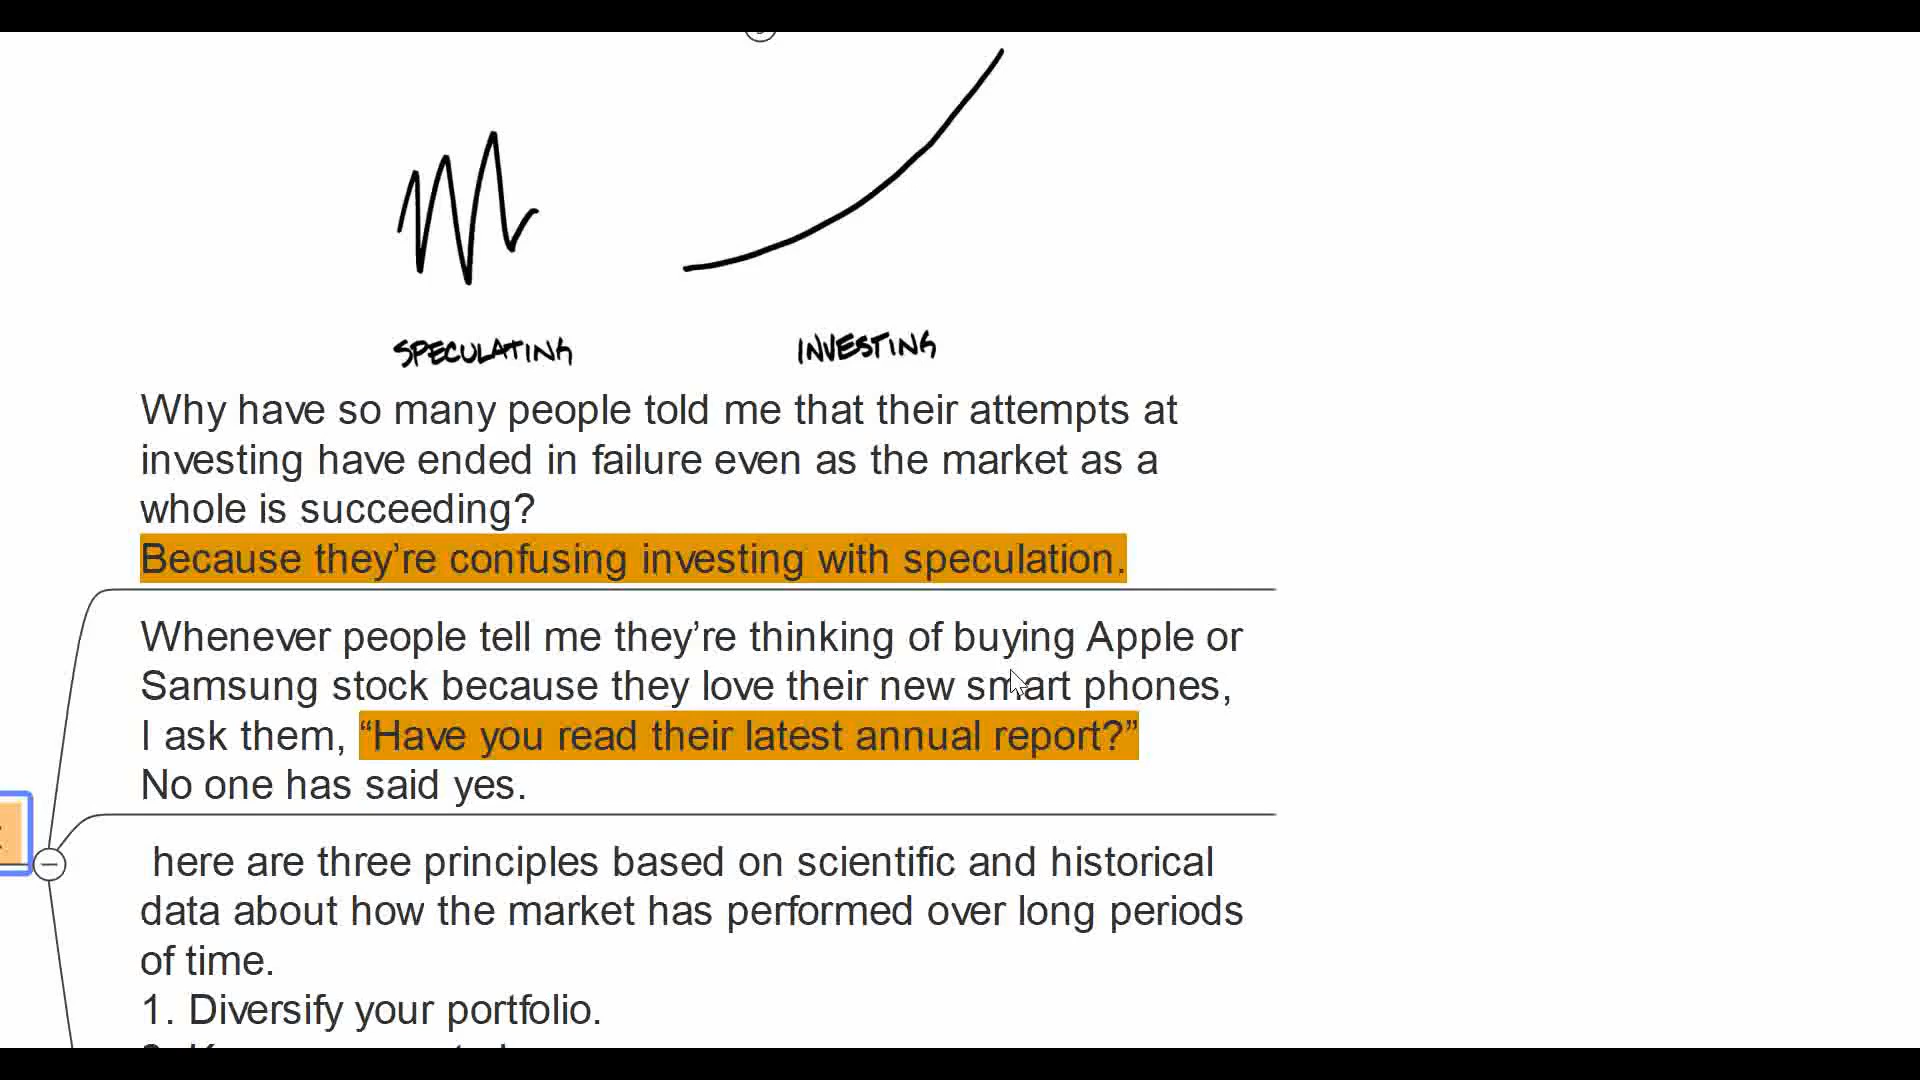 SPECULATING INVESTING
Why have so many people told me that their attempts at
investing have ended in failure even as the market as a
whole is succeeding?
Because they’re confusing investing with speculation.
Whenever people tell me they’re thinking of buying Apple or
Samsung stock because they love their new smart phones,
I ask them, “Have you read their latest annual report?”
No one has said yes.
here are three principles based on scientific and historical
data about how the market has performed over long periods
of time.
1. Diversify your portfolio.